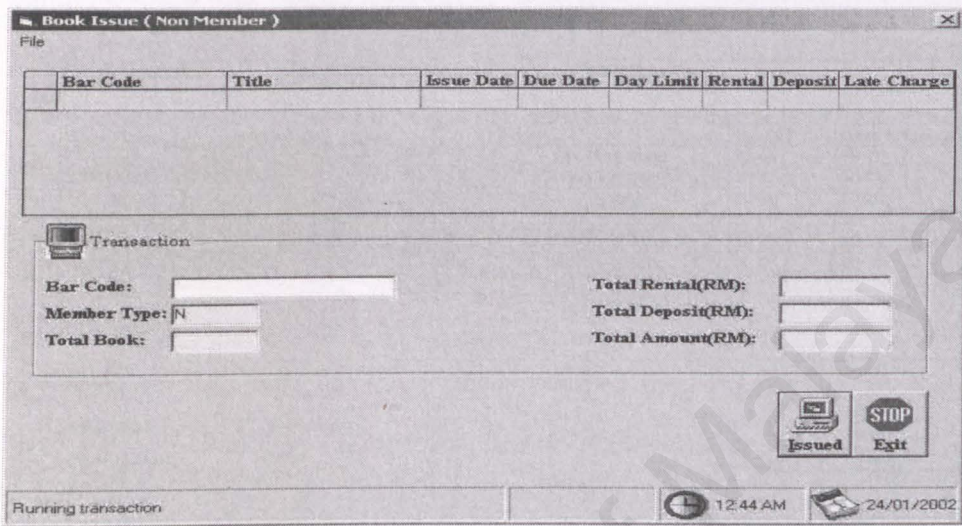 Book Issue ( Non Member )
File
Bar Code Title Issue Date Due Date Day Limit Rental Deposit Late Charge
Transaction
Bar Code: Total Rental(RM):
Member Type: N Total Deposit(RM):
Total Book: Total Amount(RM):
STOP
Issued Exit
Running transaction 12:44 AM 24/01/2002
Malaya